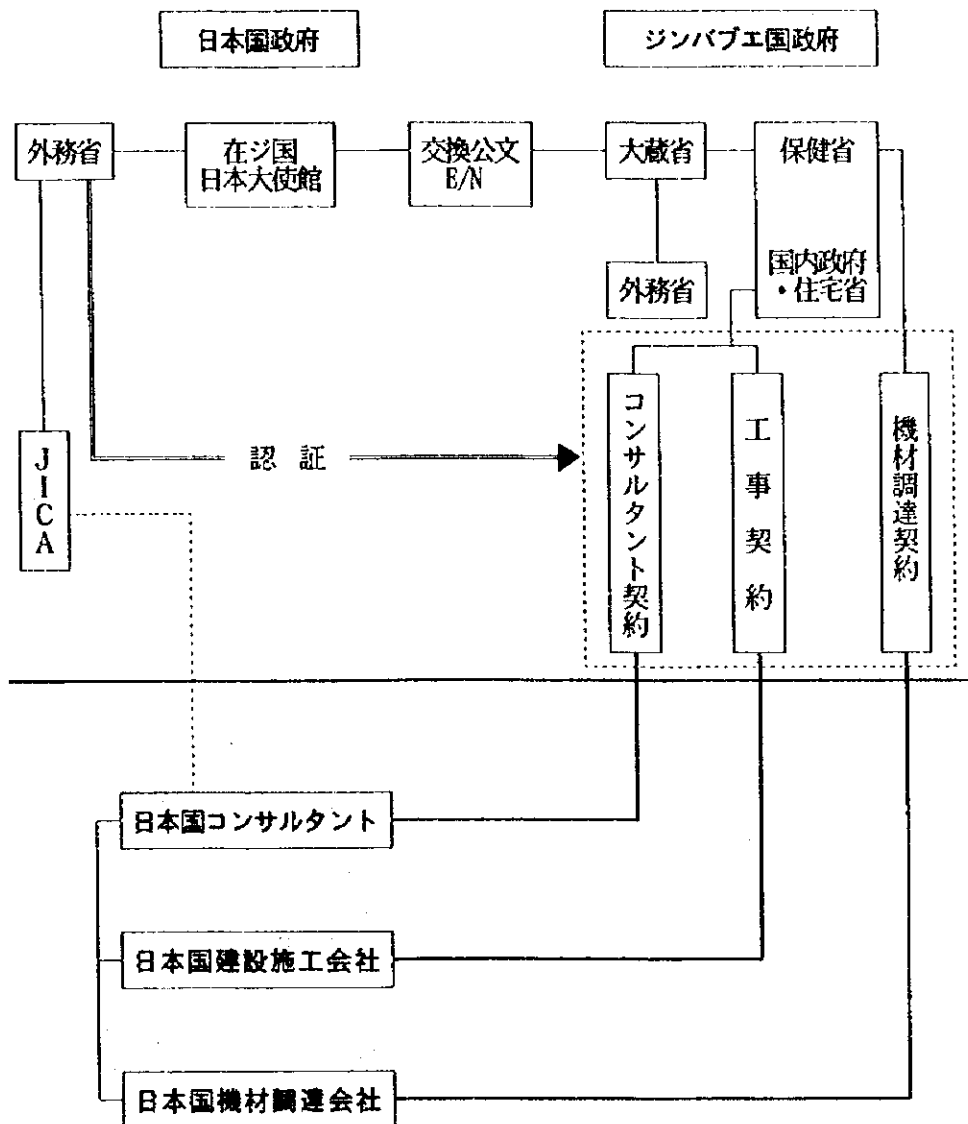 日本国政府
ジンバブエ国政府
外務省
在ジ国
日本大使館
交換公文
E/N
大蔵省
保健省
国内政府
・住宅省
外務省
JICA
認証
コンサルタント契約
工事契約
機材調達契約
日本国コンサルタント
日本国建設施工会社
日本国機材調達会社